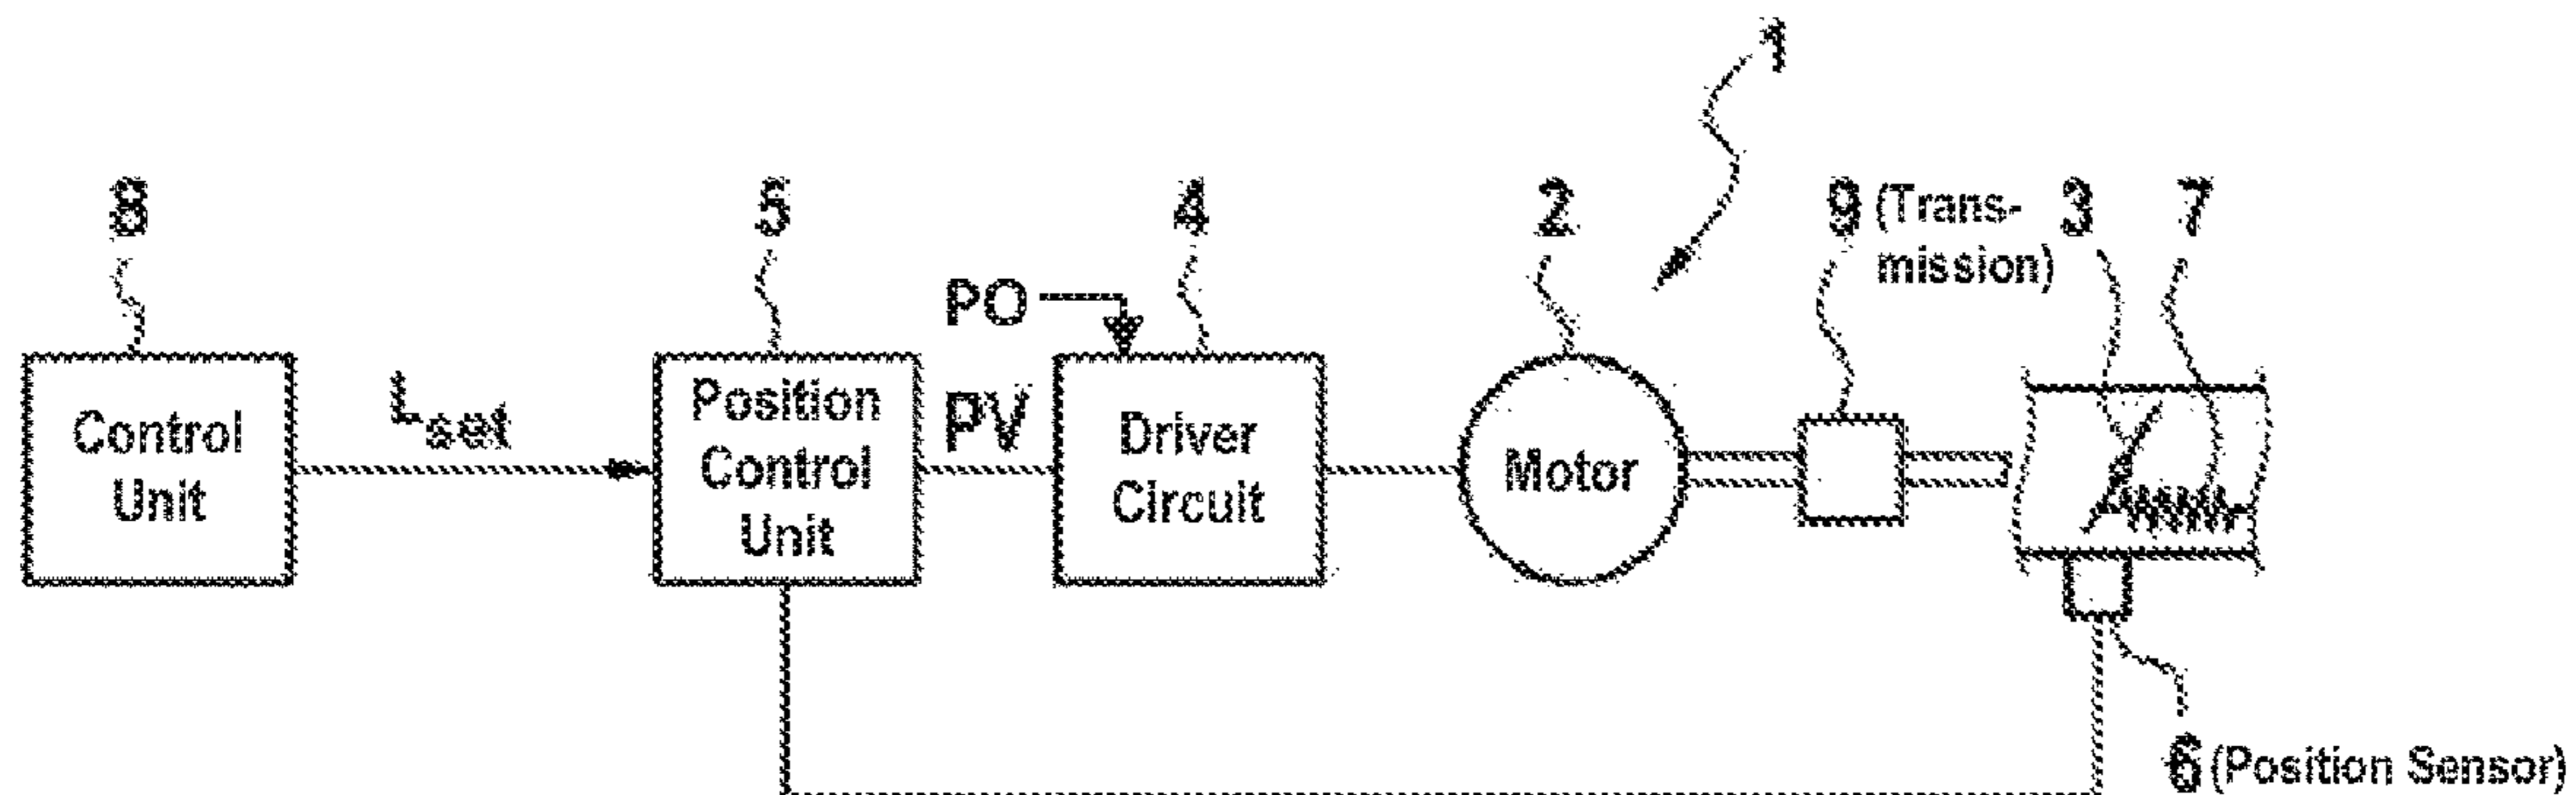 1
8
5
4
2
9 (Trans-
mission)
3
7
PO
Control
Unit
Lset
Position
Control
Unit
PV
Driver
Circuit
Motor
6 (Position Sensor)